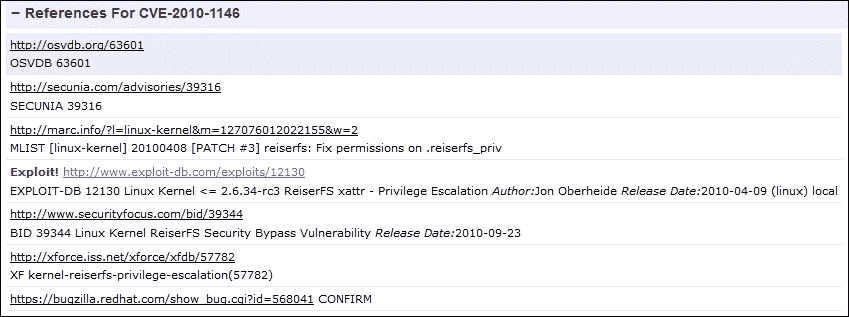 − References For CVE-2010-1146
http://osvdb.org/63601
OSVDB 63601
http://secunia.com/advisories/39316
SECUNIA 39316
http://marc.info/?l=linux-kernel&m=127076012022155&w=2
MLIST [linux-kernel] 20100408 [PATCH #3] reiserfs: Fix permissions on .reiserfs_priv
Exploit! http://www.exploit-db.com/exploits/12130
EXPLOIT-DB 12130 Linux Kernel <= 2.6.34-rc3 ReiserFS xattr - Privilege Escalation Author:Jon Oberheide Release Date:2010-04-09 (linux) local
http://www.securityfocus.com/bid/39344
BID 39344 Linux Kernel ReiserFS Security Bypass Vulnerability Release Date:2010-09-23
http://xforce.iss.net/xforce/xfdb/57782
XF kernel-reiserfs-privilege-escalation(57782)
https://bugzilla.redhat.com/show_bug.cgi?id=568041 CONFIRM